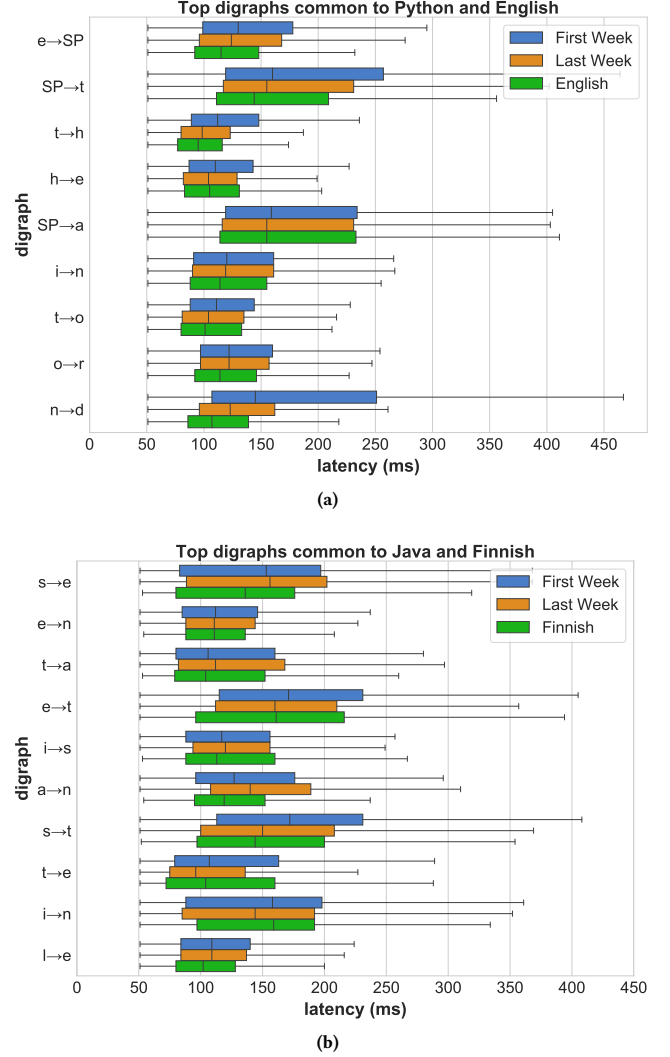 Top digraphs common to Python and English
First Week
Last Week
English
digraph
e→SP
SP→t
t→h
h→e
SP→a
i→n
t→o
o→r
n→d
0 50 100 150 200 250 300 350 400 450
latency (ms)
(a)
Top digraphs common to Java and Finnish
First Week
Last Week
Finnish
digraph
s→e
e→n
t→a
e→t
i→s
a→n
s→t
t→e
i→n
l→e
0 50 100 150 200 250 300 350 400 450
latency (ms)
(b)